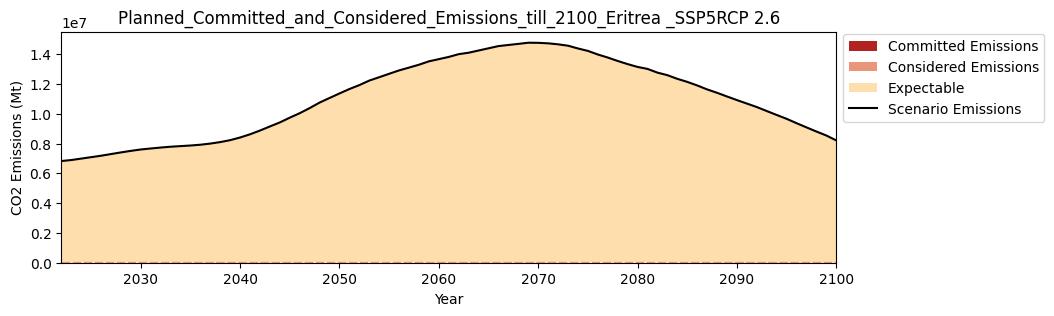 Planned_Committed_and_Considered_Emissions_till_2100_Eritrea _SSP5RCP 2.6
1e7
1.4
1.2
1.0
0.8
0.6
0.4
0.2
0.0
CO2 Emissions (Mt)
2030 2040 2050 2060 2070 2080 2090 2100
Year
Committed Emissions
Considered Emissions
Expectable
Scenario Emissions